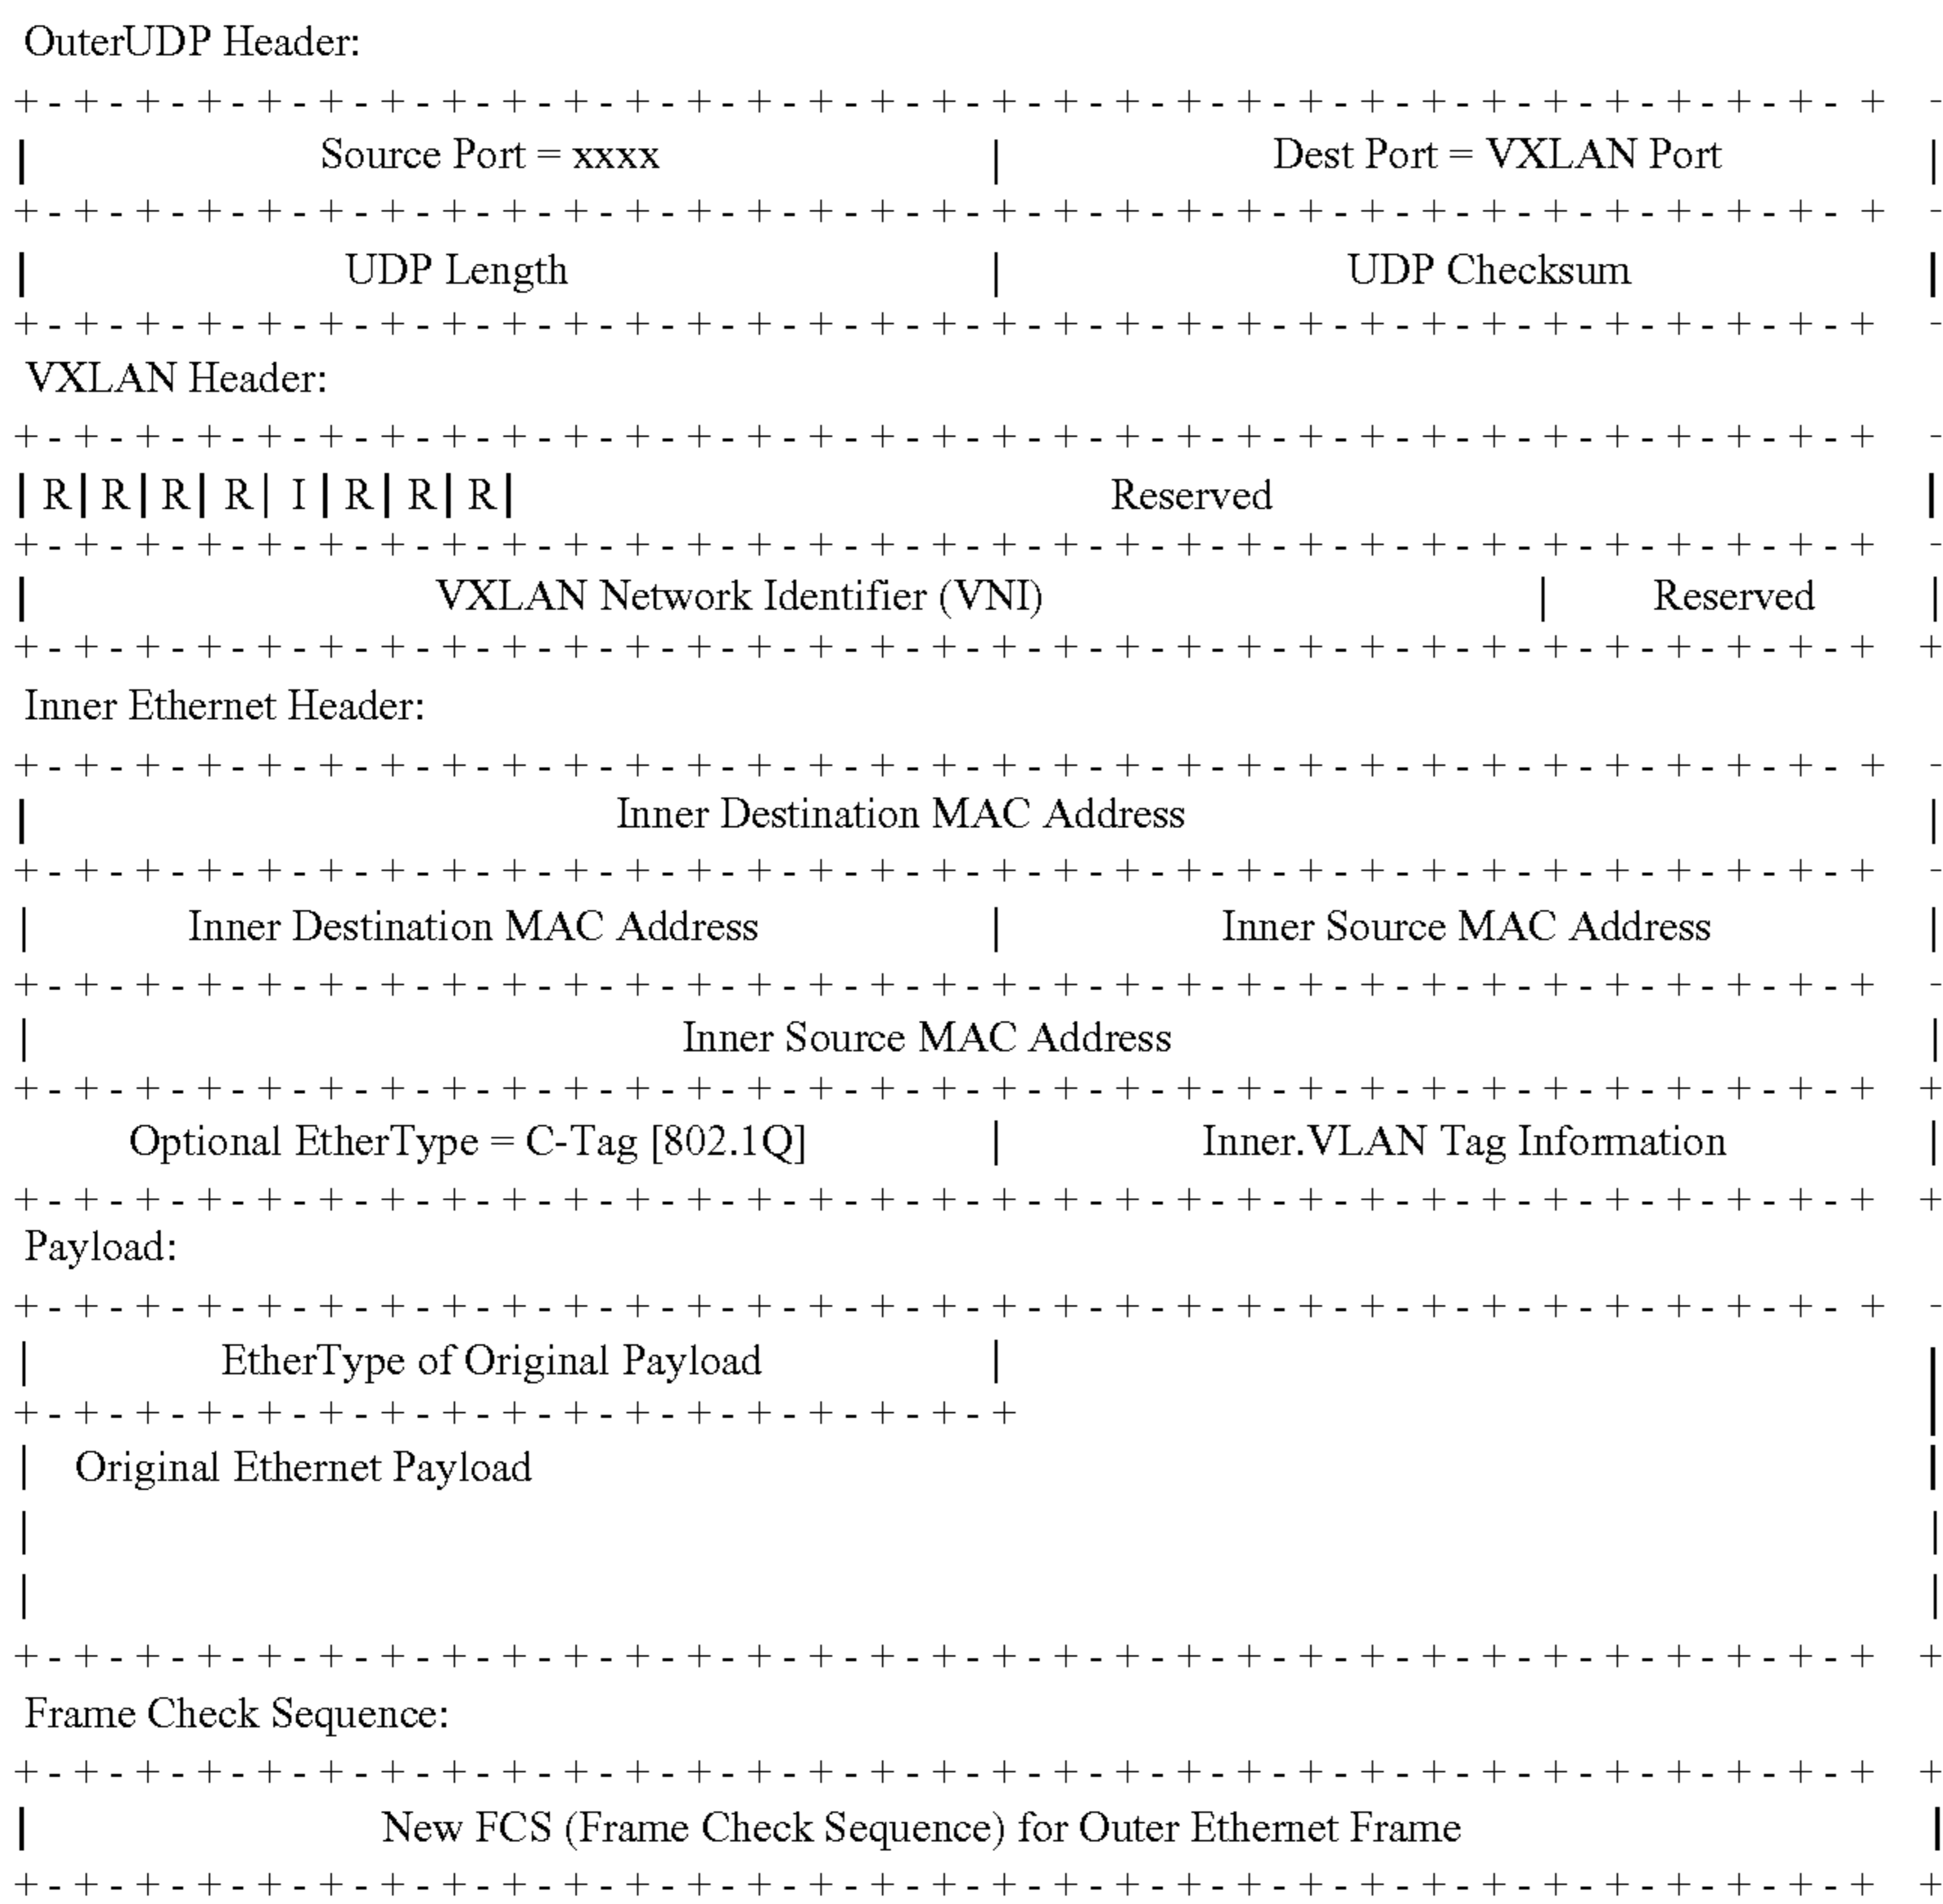 OuterUDP Header:
+-+-+-+-+-+-+-+-+-+-+-+-+-+-+-+-+-+-+-+-+-+-+-+-+-+-+-+-+-+-+-+ -
| Source Port = xxxx | Dest Port = VXLAN Port |
+-+-+-+-+-+-+-+-+-+-+-+-+-+-+-+-+-+-+-+-+-+-+-+-+-+-+-+-+-+-+-+ -
| UDP Length | UDP Checksum |
+-+-+-+-+-+-+-+-+-+-+-+-+-+-+-+-+-+-+-+-+-+-+-+-+-+-+-+-+-+-+-+ -
VXLAN Header:
+-+-+-+-+-+-+-+-+-+-+-+-+-+-+-+-+-+-+-+-+-+-+-+-+-+-+-+-+-+-+-+ -
| R | R | R | R | I | R | R | R | Reserved |
+-+-+-+-+-+-+-+-+-+-+-+-+-+-+-+-+-+-+-+-+-+-+-+-+-+-+-+-+-+-+-+ -
| VXLAN Network Identifier (VNI) | Reserved |
+-+-+-+-+-+-+-+-+-+-+-+-+-+-+-+-+-+-+-+-+-+-+-+-+-+-+-+-+-+-+-+ +
Inner Ethernet Header:
+-+-+-+-+-+-+-+-+-+-+-+-+-+-+-+-+-+-+-+-+-+-+-+-+-+-+-+-+-+-+-+ -
| Inner Destination MAC Address |
+-+-+-+-+-+-+-+-+-+-+-+-+-+-+-+-+-+-+-+-+-+-+-+-+-+-+-+-+-+-+-+ -
| Inner Destination MAC Address | Inner Source MAC Address |
+-+-+-+-+-+-+-+-+-+-+-+-+-+-+-+-+-+-+-+-+-+-+-+-+-+-+-+-+-+-+-+ -
| Inner Source MAC Address |
+-+-+-+-+-+-+-+-+-+-+-+-+-+-+-+-+-+-+-+-+-+-+-+-+-+-+-+-+-+-+-+ +
Optional EtherType = C-Tag [802.1Q] | Inner.VLAN Tag Information |
+-+-+-+-+-+-+-+-+-+-+-+-+-+-+-+-+-+-+-+-+-+-+-+-+-+-+-+-+-+-+-+ +
Payload:
+-+-+-+-+-+-+-+-+-+-+-+-+-+-+-+-+-+-+-+-+-+-+-+-+-+-+-+-+-+-+-+ -
| EtherType of Original Payload | |
+-+-+-+-+-+-+-+-+-+-+-+-+-+-+-+-+ |
| Original Ethernet Payload |
| |
| |
+-+-+-+-+-+-+-+-+-+-+-+-+-+-+-+-+-+-+-+-+-+-+-+-+-+-+-+-+-+-+-+ +
Frame Check Sequence:
+-+-+-+-+-+-+-+-+-+-+-+-+-+-+-+-+-+-+-+-+-+-+-+-+-+-+-+-+-+-+-+ +
| New FCS (Frame Check Sequence) for Outer Ethernet Frame |
+-+-+-+-+-+-+-+-+-+-+-+-+-+-+-+-+-+-+-+-+-+-+-+-+-+-+-+-+-+-+-+ +